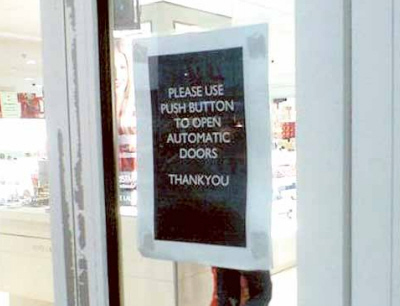 PLEASE USE
PUSH BUTTON
TO OPEN
AUTOMATIC
DOORS
THANKYOU